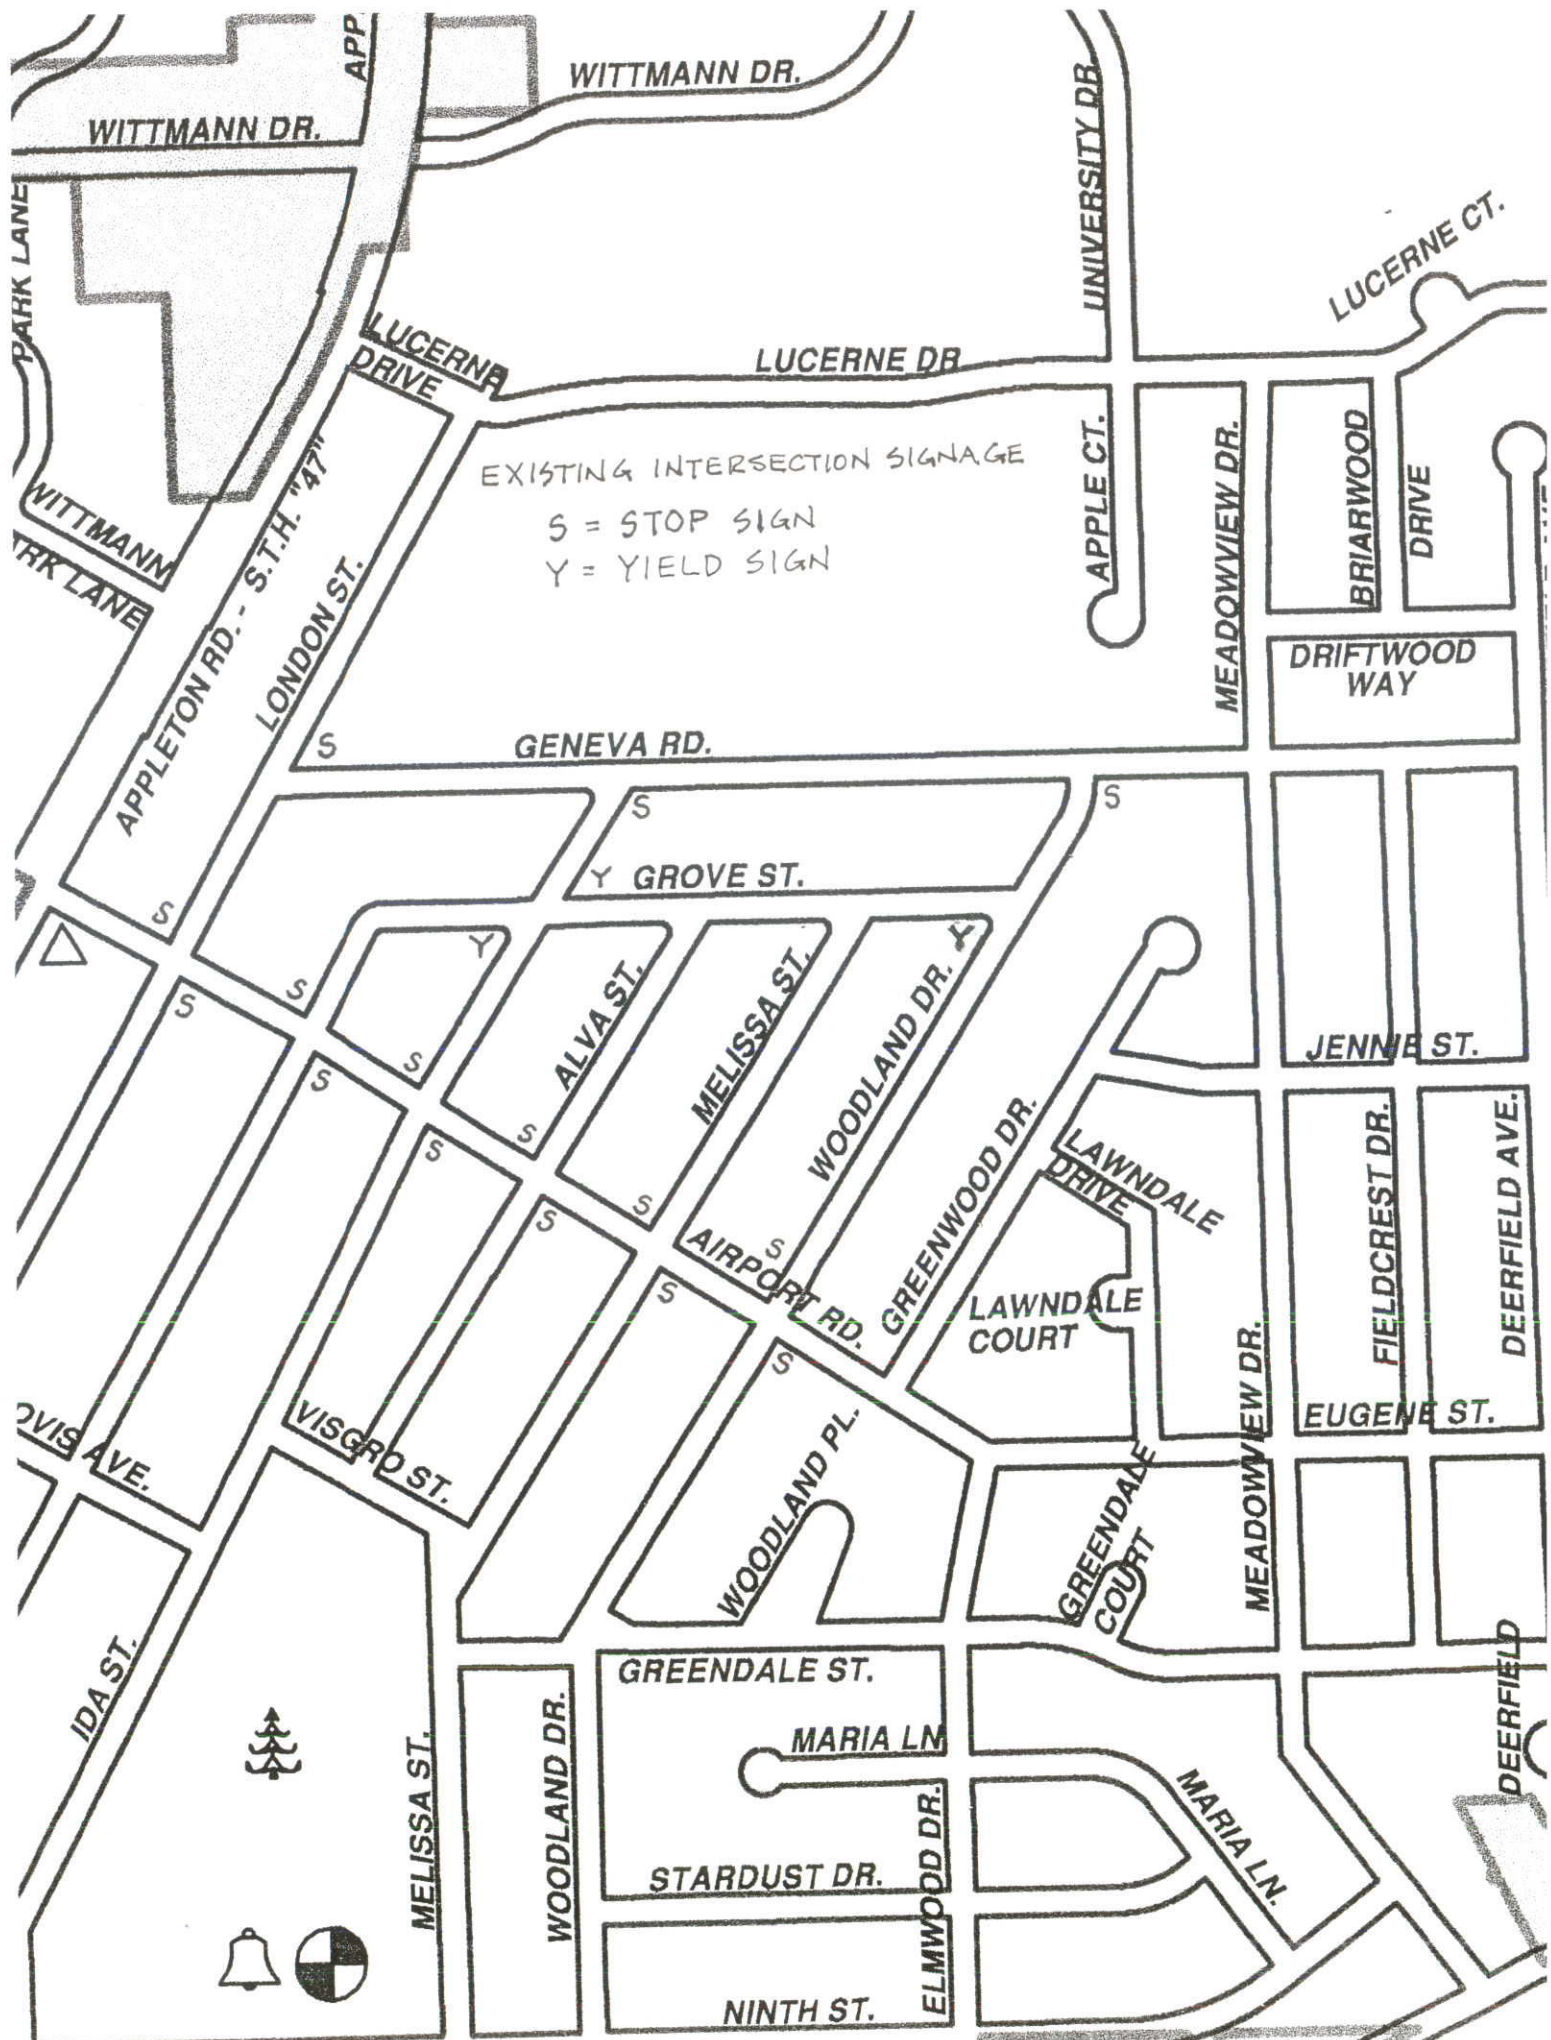 APP
WITTMANN DR.
WITTMANN DR.
UNIVERSITY DR.
PARK LANE
LUCERNE CT.
LUCERNE
DRIVE
LUCERNE DR
APPLETON RD. - S.T.H. "47"
LONDON ST.
EXISTING INTERSECTION SIGNAGE
S = STOP SIGN
Y = YIELD SIGN
APPLE CT.
MEADOWVIEW DR.
BRIARWOOD
DRIVE
WITTMANN
ARK LANE
DRIFTWOOD
WAY
S
GENEVA RD.
S
S
Y
GROVE ST.
S
Y
Y
S
S
S
ALVA ST.
MELISSA ST.
WOODLAND DR.
JENNIE ST.
S
S
S
S
GREENWOOD DR.
LAWNDALE
DRIVE
FIELDCREST DR.
DEERFIELD AVE.
S
S
S
AIRPORT RD.
S
S
LAWNDALE
COURT
MEADOWVIEW DR.
OVIS AVE.
VISGRO ST.
WOODLAND PL.
EUGENE ST.
GREENDALE
COURT
IDA ST.
GREENDALE ST.
DEERFIELD
MELISSA ST.
WOODLAND DR.
MARIA LN
MARIA LN.
STARDUST DR.
ELMWOOD DR.
NINTH ST.